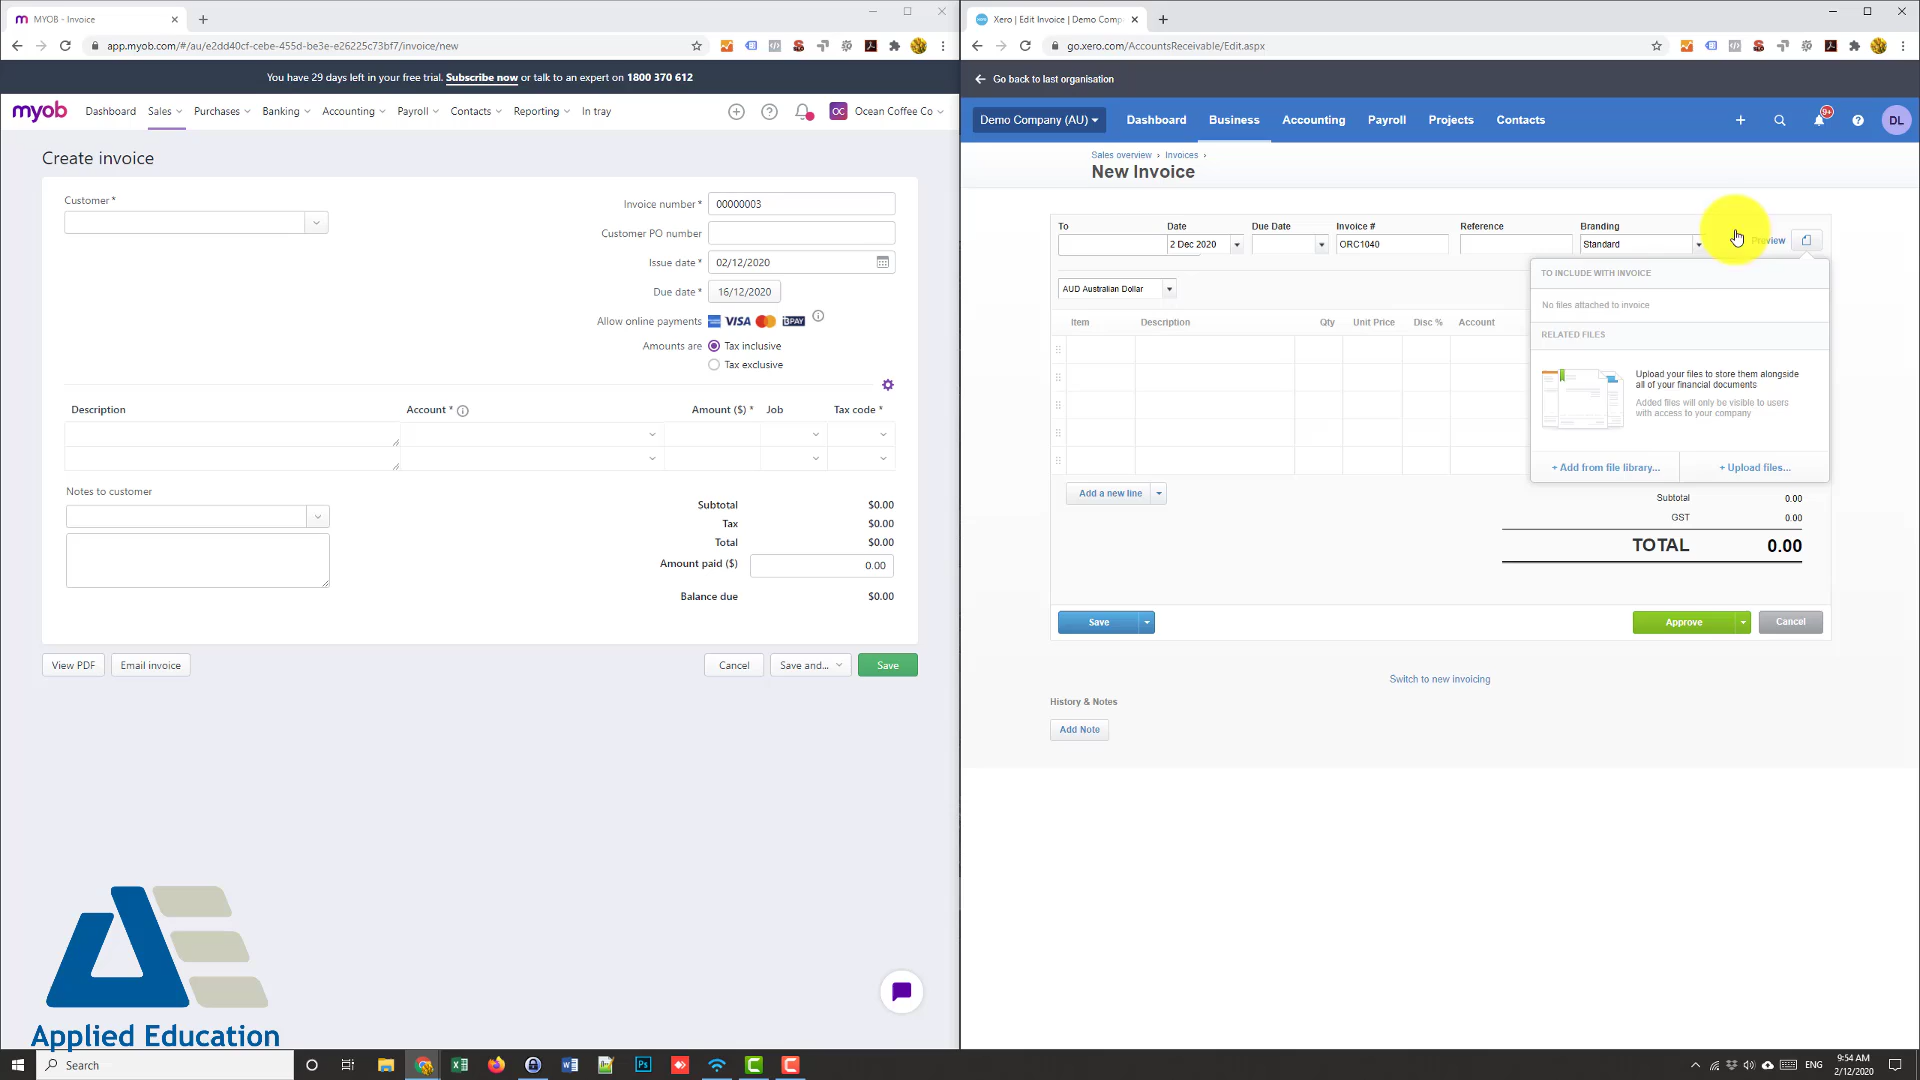 MYOB - Invoice
app.myob.com/#/au/e2dd40cf-cebe-455d-be3e-e26225c73bf7/invoice/new
You have 29 days left in your free trial. Subscribe now or talk to an expert on 1800 370 612
myob Dashboard Sales Purchases Banking Accounting Payroll Contacts Reporting In tray OC Ocean Coffee Co
Create invoice
Customer *
Invoice number * 00000003
Customer PO number
Issue date * 02/12/2020
Due date * 16/12/2020
Allow online payments VISA BPAY
Amounts are Tax inclusive
Tax exclusive
Description Account * Amount ($) * Job Tax code *
Notes to customer
Subtotal $0.00
Tax $0.00
Total $0.00
Amount paid ($) 0.00
Balance due $0.00
View PDF Email invoice Cancel Save and... Save
Applied Education
Xero | Edit Invoice | Demo Comp
go.xero.com/AccountsReceivable/Edit.aspx
Go back to last organisation
Demo Company (AU) Dashboard Business Accounting Payroll Projects Contacts 9+ DL
Sales overview › Invoices ›
New Invoice
To Date Due Date Invoice # Reference Branding
2 Dec 2020 ORC1040 Standard Preview
TO INCLUDE WITH INVOICE
No files attached to invoice
RELATED FILES
Upload your files to store them alongside
all of your financial documents
Added files will only be visible to users
with access to your company
+ Add from file library... + Upload files...
AUD Australian Dollar
Item Description Qty Unit Price Disc % Account
Add a new line
Subtotal 0.00
GST 0.00
TOTAL 0.00
Save Approve Cancel
Switch to new invoicing
History & Notes
Add Note
Search
ENG
9:54 AM
2/12/2020